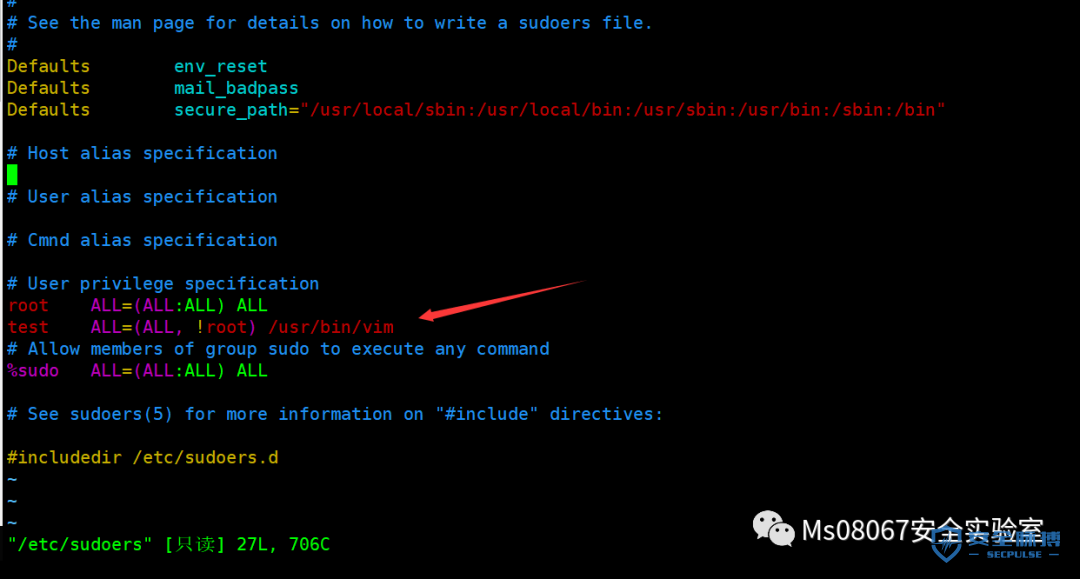 #
# See the man page for details on how to write a sudoers file.
#
Defaults        env_reset
Defaults        mail_badpass
Defaults        secure_path="/usr/local/sbin:/usr/local/bin:/usr/sbin:/usr/bin:/sbin:/bin"
# Host alias specification
# User alias specification
# Cmnd alias specification
# User privilege specification
root    ALL=(ALL:ALL) ALL
test    ALL=(ALL, !root) /usr/bin/vim
# Allow members of group sudo to execute any command
%sudo   ALL=(ALL:ALL) ALL
# See sudoers(5) for more information on "#include" directives:
#includedir /etc/sudoers.d
~
~
~
"/etc/sudoers" [只读] 27L, 706C
Ms08067安全实验室
安全脉搏
SECPULSE